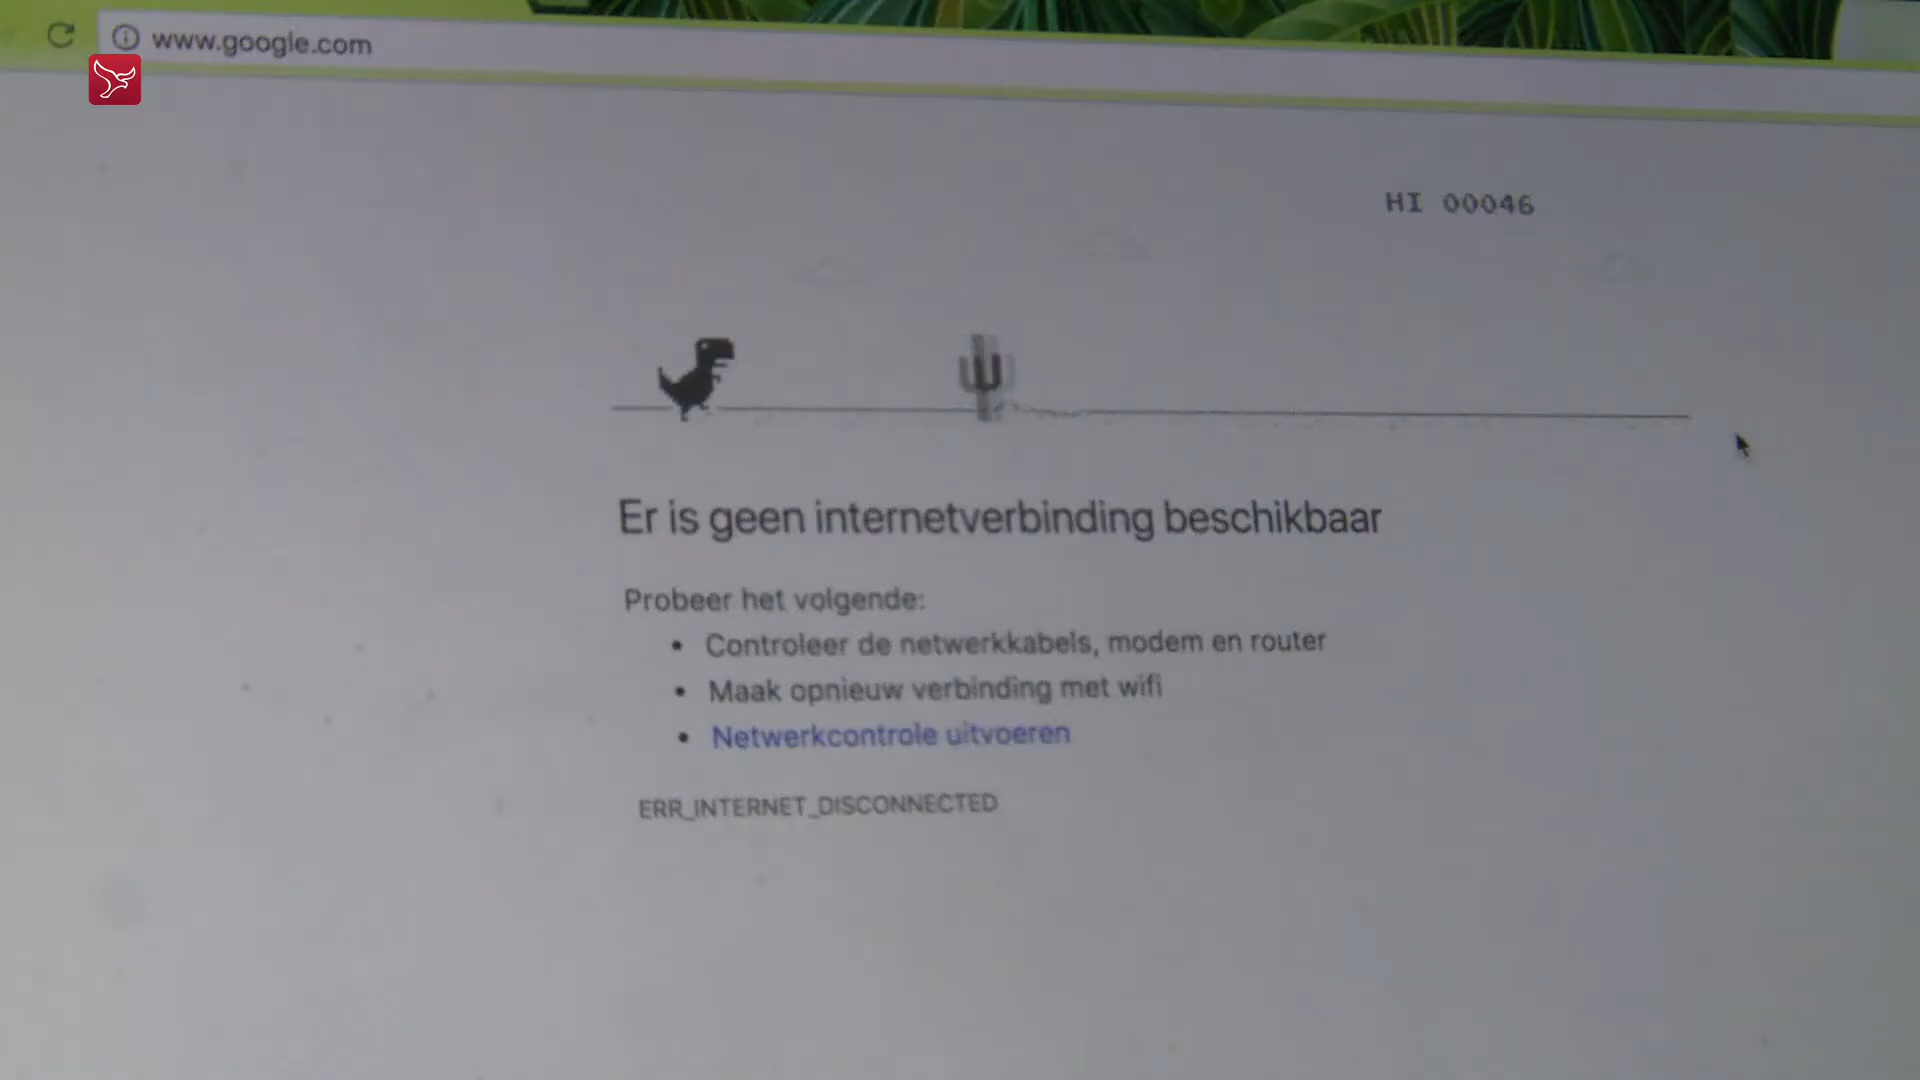 www.google.com
HI 00046
Er is geen internetverbinding beschikbaar
Probeer het volgende:
• Controleer de netwerkkabels, modem en router
• Maak opnieuw verbinding met wifi
• Netwerkcontrole uitvoeren
ERR_INTERNET_DISCONNECTED